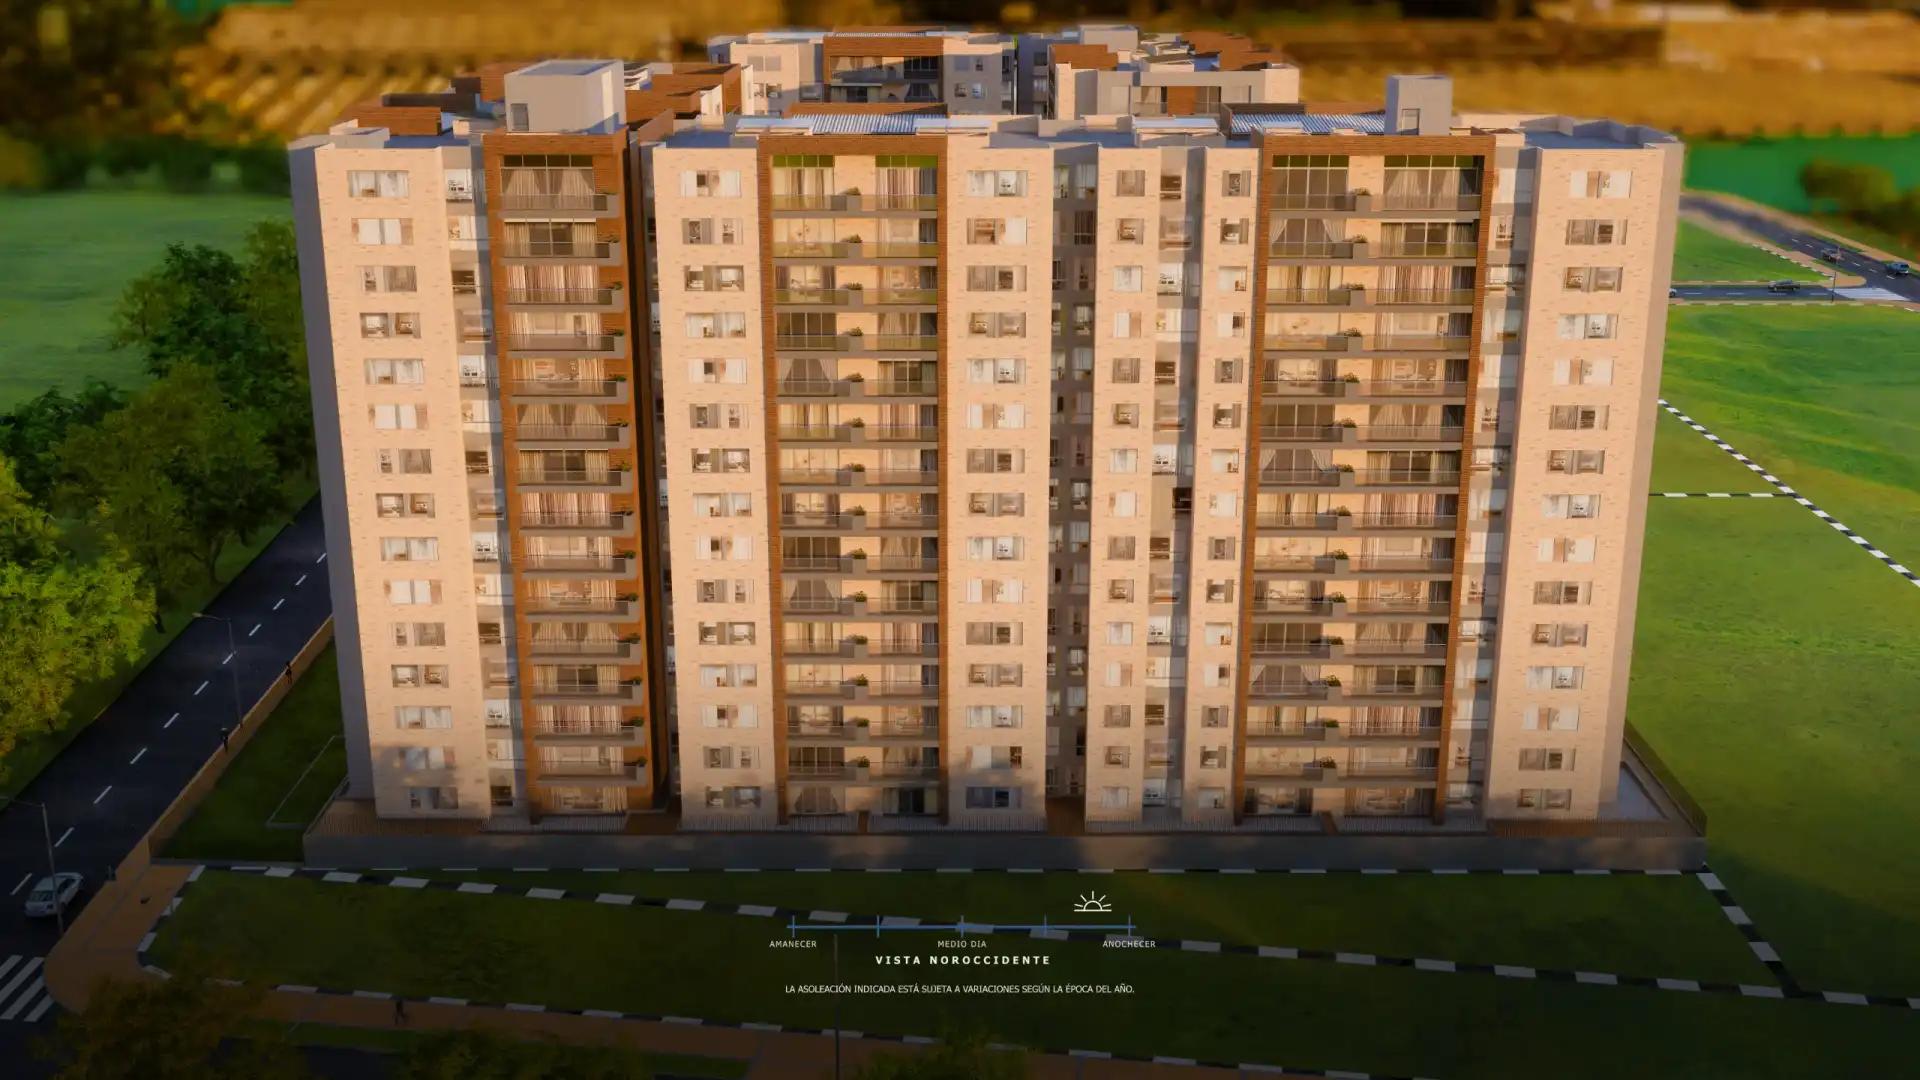 AMANECER
MEDIO DIA
ANOCHECER
VISTA NOROCCIDENTE
LA ASOLEACIÓN INDICADA ESTÁ SUJETA A VARIACIONES SEGÚN LA ÉPOCA DEL AÑO.